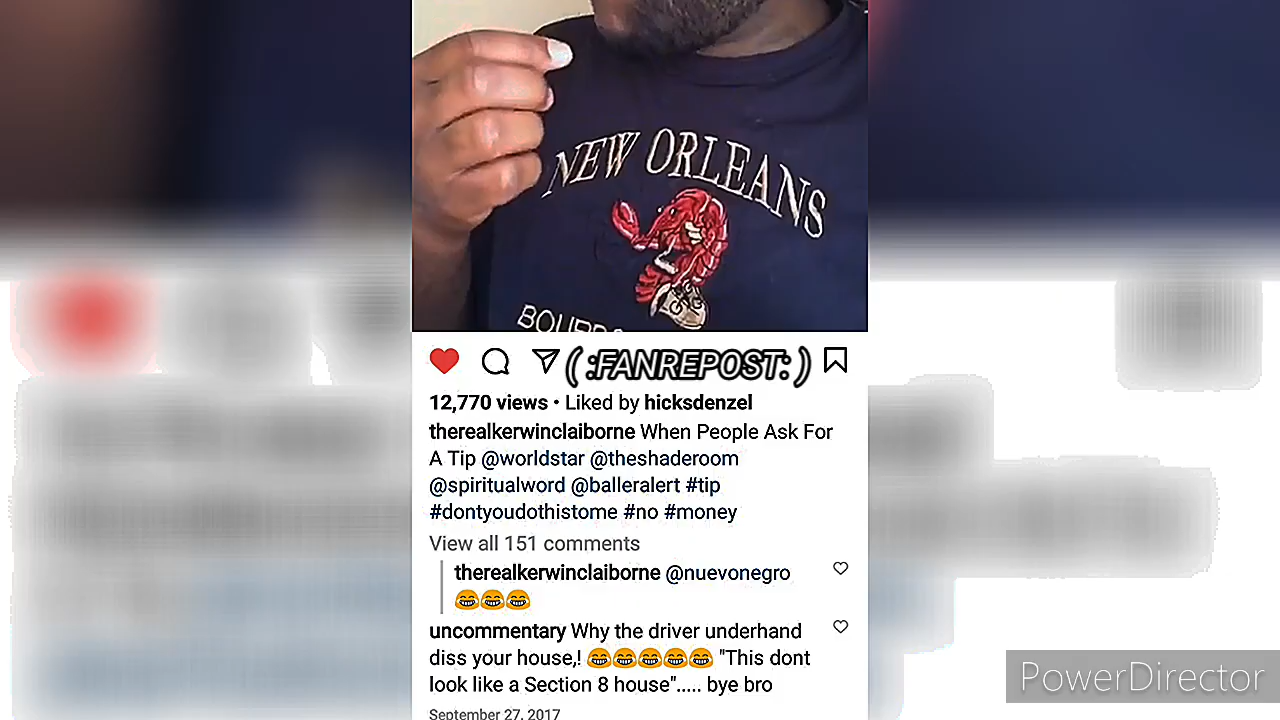 NEW ORLEANS
( :FANREPOST: )
12,770 views • Liked by hicksdenzel
therealkerwinclaiborne When People Ask For
A Tip @worldstar @theshaderoom
@spiritualword @balleralert #tip
#dontyoudothistome #no #money
View all 151 comments
therealkerwinclaiborne @nuevonegro
😂😂😂
uncommentary Why the driver underhand
diss your house,! 😂😂😂😂😂 "This dont
look like a Section 8 house"..... bye bro
September 27, 2017
PowerDirector